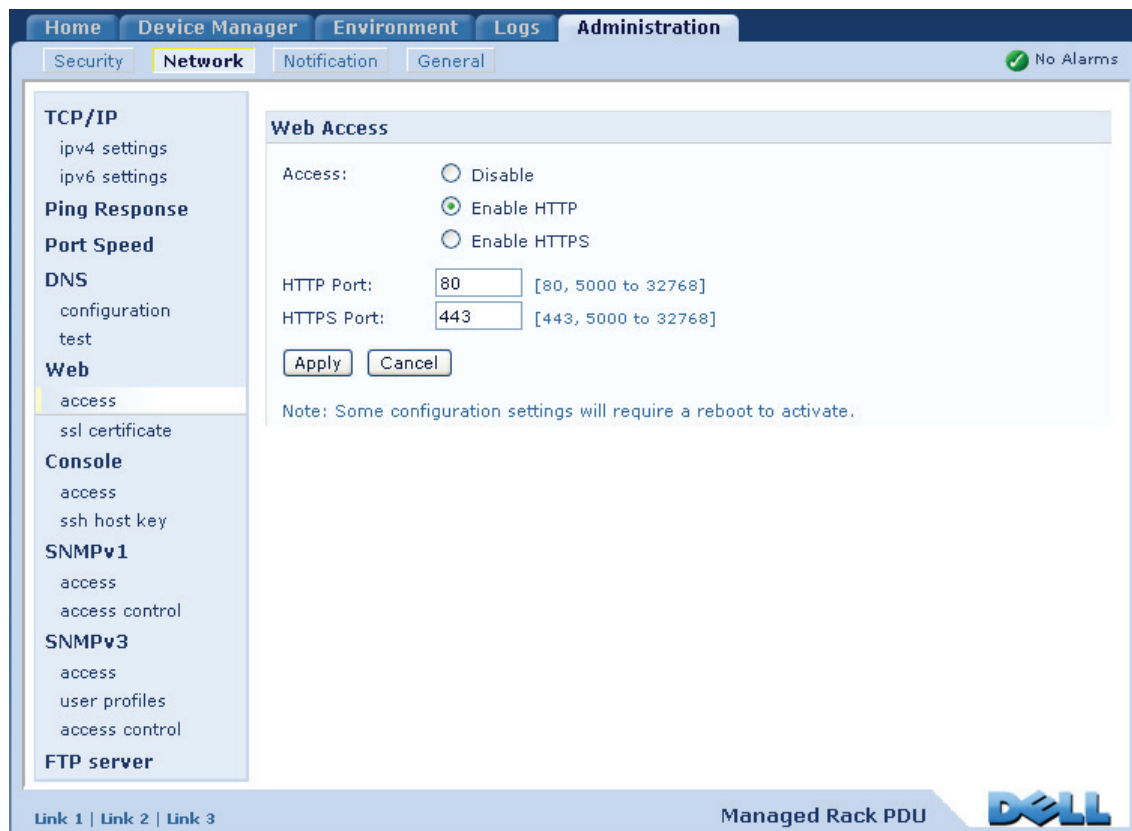 Home Device Manager Environment Logs Administration
Security Network Notification General No Alarms
TCP/IP
ipv4 settings
ipv6 settings
Ping Response
Port Speed
DNS
configuration
test
Web
access
ssl certificate
Console
access
ssh host key
SNMPv1
access
access control
SNMPv3
access
user profiles
access control
FTP server
Web Access
Access: Disable
Enable HTTP
Enable HTTPS
HTTP Port: 80 [80, 5000 to 32768]
HTTPS Port: 443 [443, 5000 to 32768]
Apply Cancel
Note: Some configuration settings will require a reboot to activate.
Link 1 | Link 2 | Link 3 Managed Rack PDU DELL